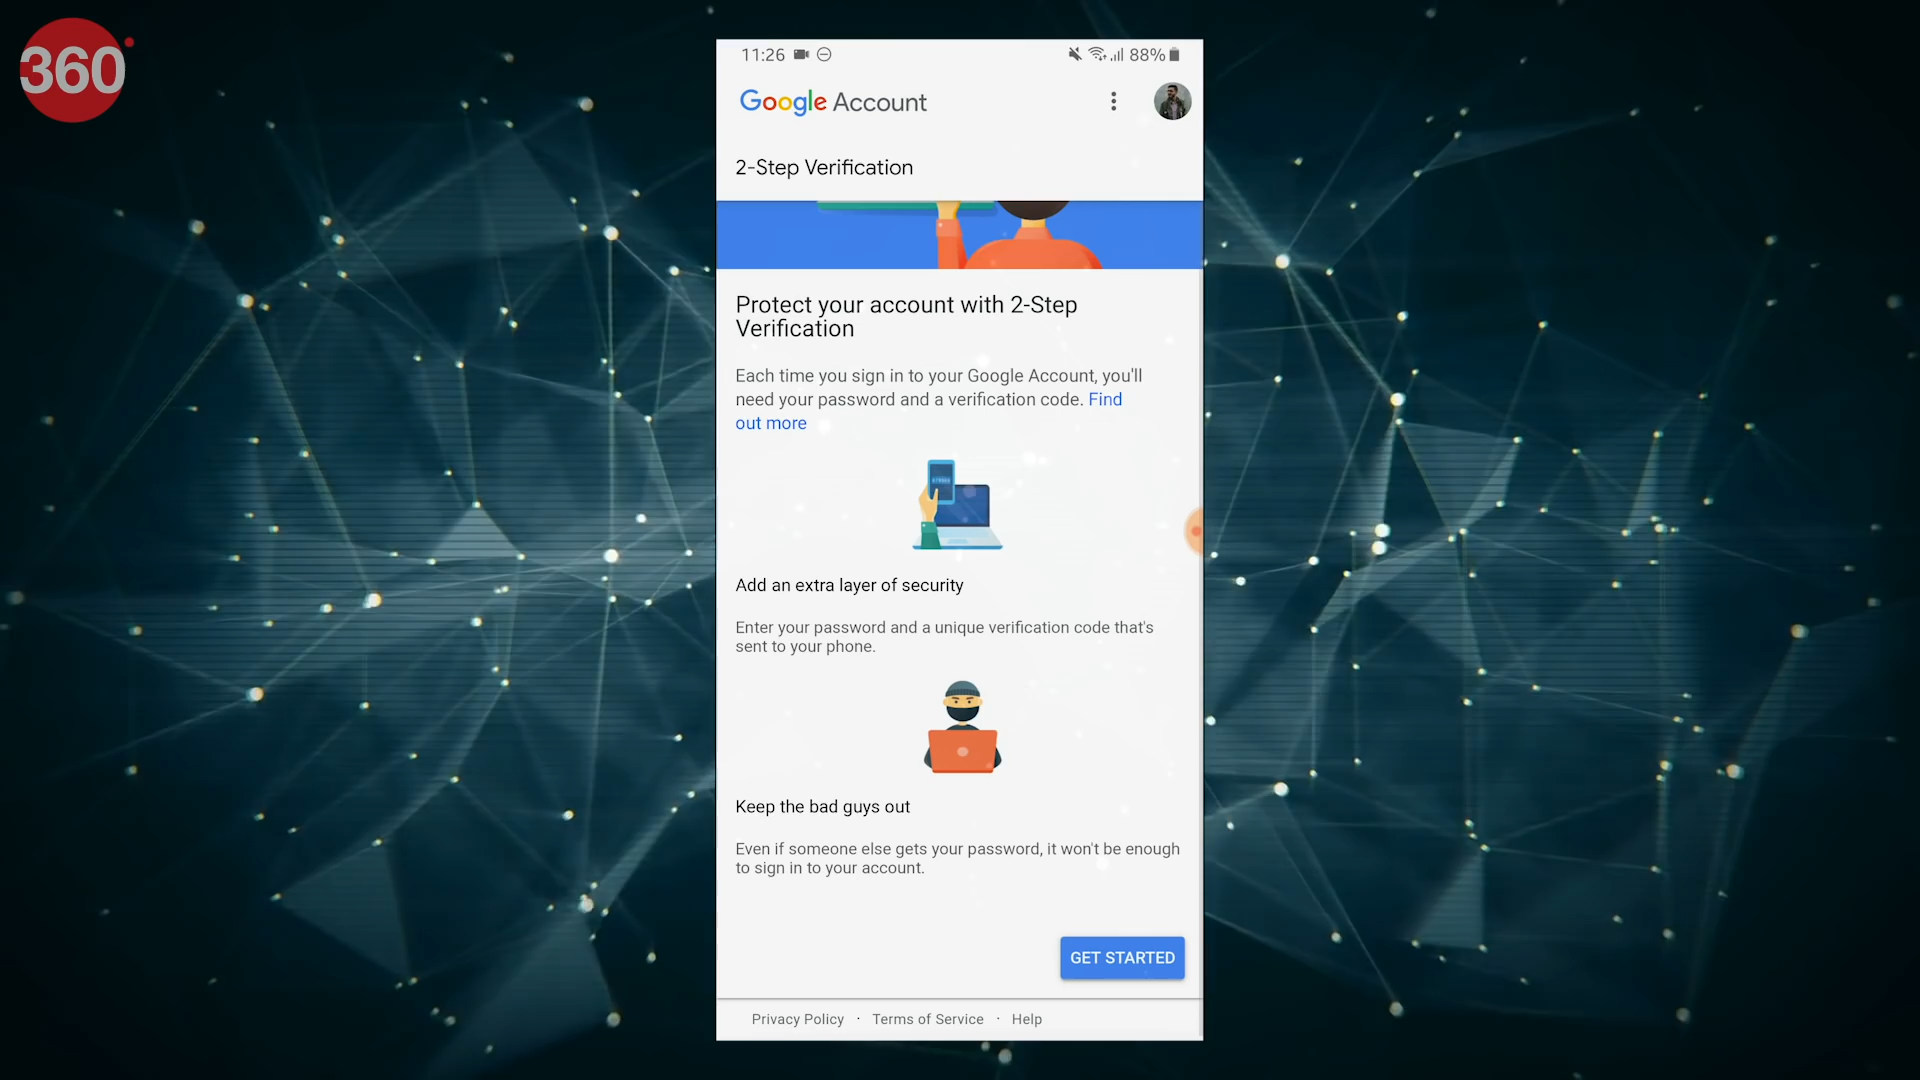 360
11:26
88%
Google Account
2-Step Verification
Protect your account with 2-Step
Verification
Each time you sign in to your Google Account, you'll
need your password and a verification code. Find
out more
Add an extra layer of security
Enter your password and a unique verification code that's
sent to your phone.
Keep the bad guys out
Even if someone else gets your password, it won't be enough
to sign in to your account.
GET STARTED
Privacy Policy · Terms of Service · Help